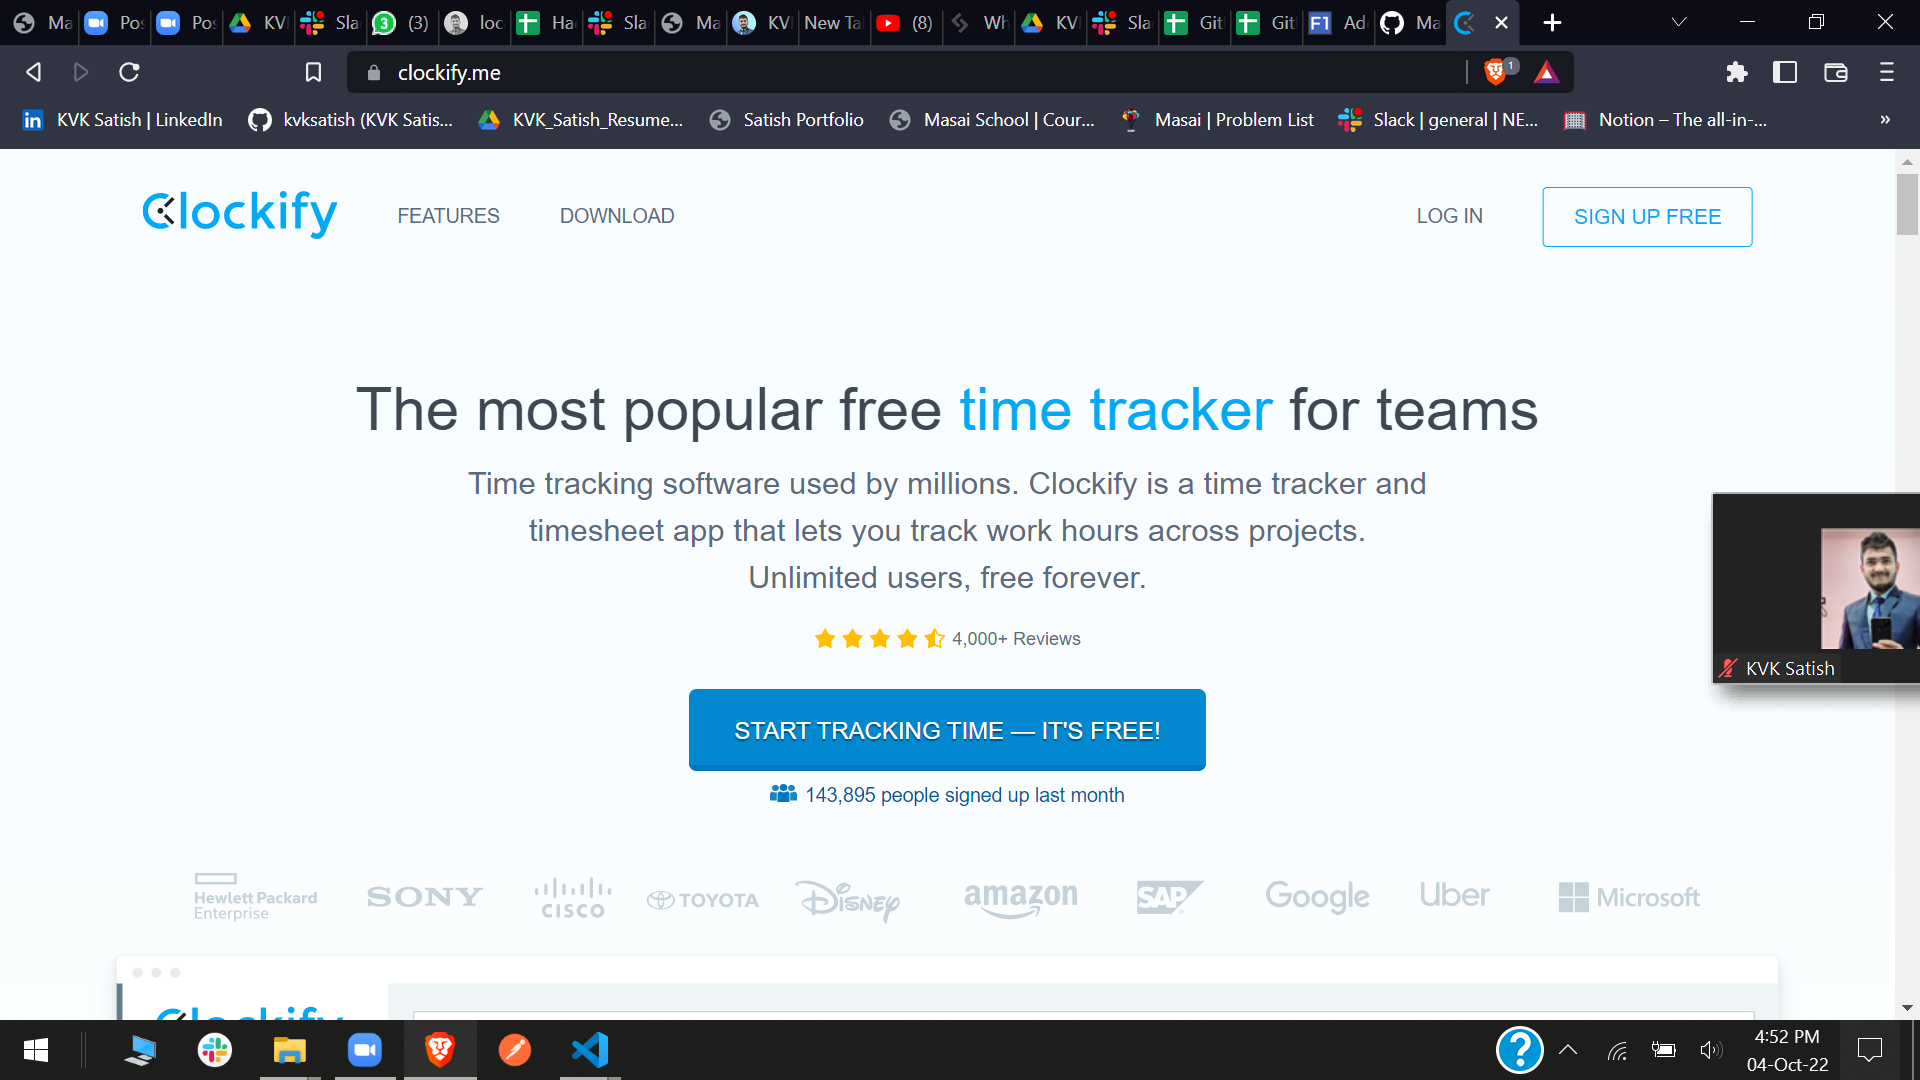 Ma
Pos
Pos
KV
Sla
(3)
loc
Ha
Sla
Ma
KV
New Ta
(8)
Wh
KV
Sla
Git
Git
F1
Ad
Ma
clockify.me
1
KVK Satish | LinkedIn
kvksatish (KVK Satis...
KVK_Satish_Resume...
Satish Portfolio
Masai School | Cour...
Masai | Problem List
Slack | general | NE...
Notion – The all-in-...
»
Clockify
FEATURES
DOWNLOAD
LOG IN
SIGN UP FREE
The most popular free time tracker for teams
Time tracking software used by millions. Clockify is a time tracker and
timesheet app that lets you track work hours across projects.
Unlimited users, free forever.
4,000+ Reviews
KVK Satish
START TRACKING TIME — IT'S FREE!
143,895 people signed up last month
Hewlett Packard
Enterprise
SONY
CISCO
TOYOTA
Disney
amazon
SAP
Google
Uber
Microsoft
Clockify
4:52 PM
04-Oct-22